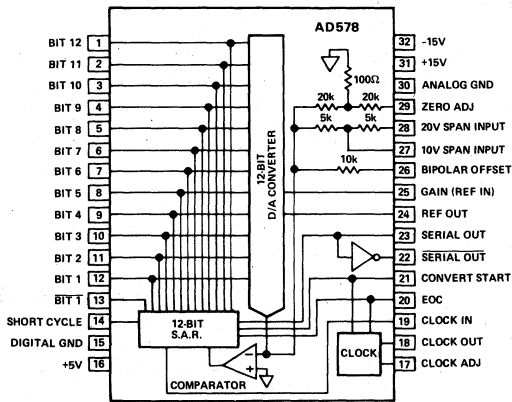 AD578
BIT 12 1
BIT 11 2
BIT 10 3
BIT 9 4
BIT 8 5
BIT 7 6
BIT 6 7
BIT 5 8
BIT 4 9
BIT 3 10
BIT 2 11
BIT 1 12
BIT 1 13
SHORT CYCLE 14
DIGITAL GND 15
+5V 16
12-BIT
D/A CONVERTER
12-BIT
S.A.R.
COMPARATOR
−
+
100Ω
20k 20k
5k 5k
10k
CLOCK
32 -15V
31 +15V
30 ANALOG GND
29 ZERO ADJ
28 20V SPAN INPUT
27 10V SPAN INPUT
26 BIPOLAR OFFSET
25 GAIN (REF IN)
24 REF OUT
23 SERIAL OUT
22 SERIAL OUT
21 CONVERT START
20 EOC
19 CLOCK IN
18 CLOCK OUT
17 CLOCK ADJ